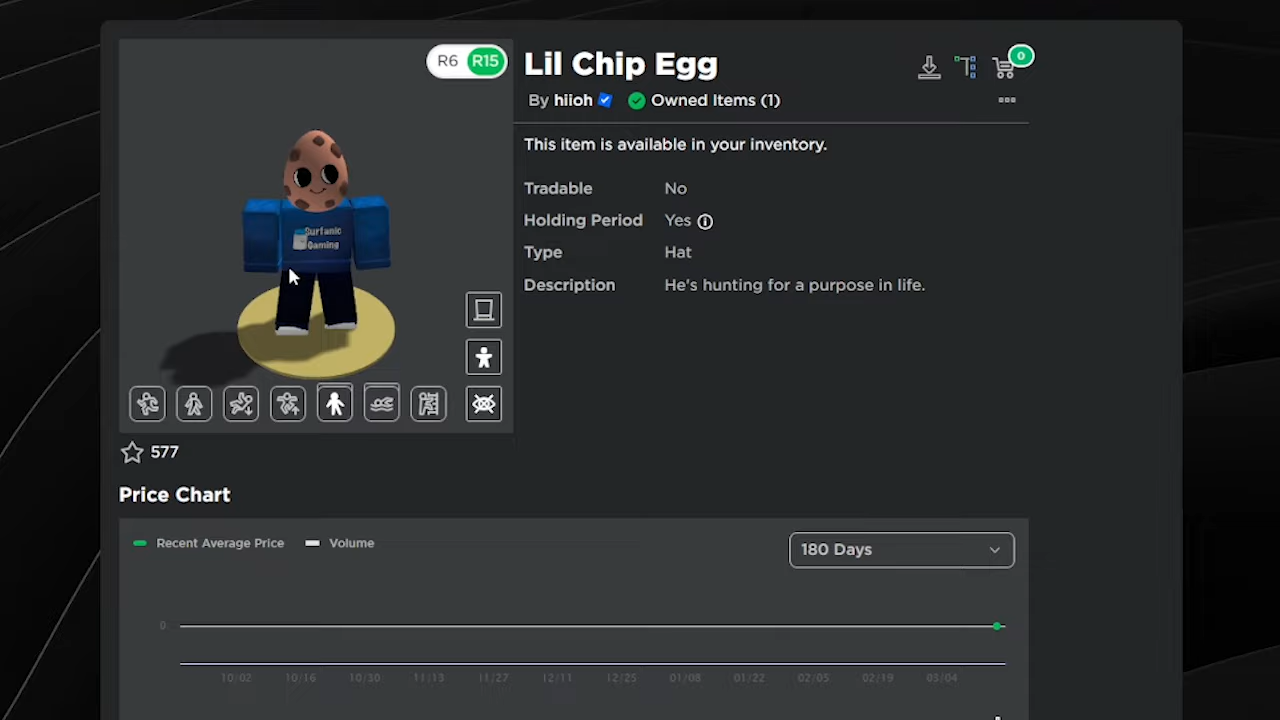 R6 R15
Lil Chip Egg
0
By hiioh Owned Items (1)
This item is available in your inventory.
Tradable No
Holding Period Yes
Type Hat
Description He's hunting for a purpose in life.
Surfanic
Gaming
577
Price Chart
Recent Average Price Volume
180 Days
0
10/02 10/16 10/30 11/13 11/27 12/11 12/25 01/08 01/22 02/05 02/19 03/04